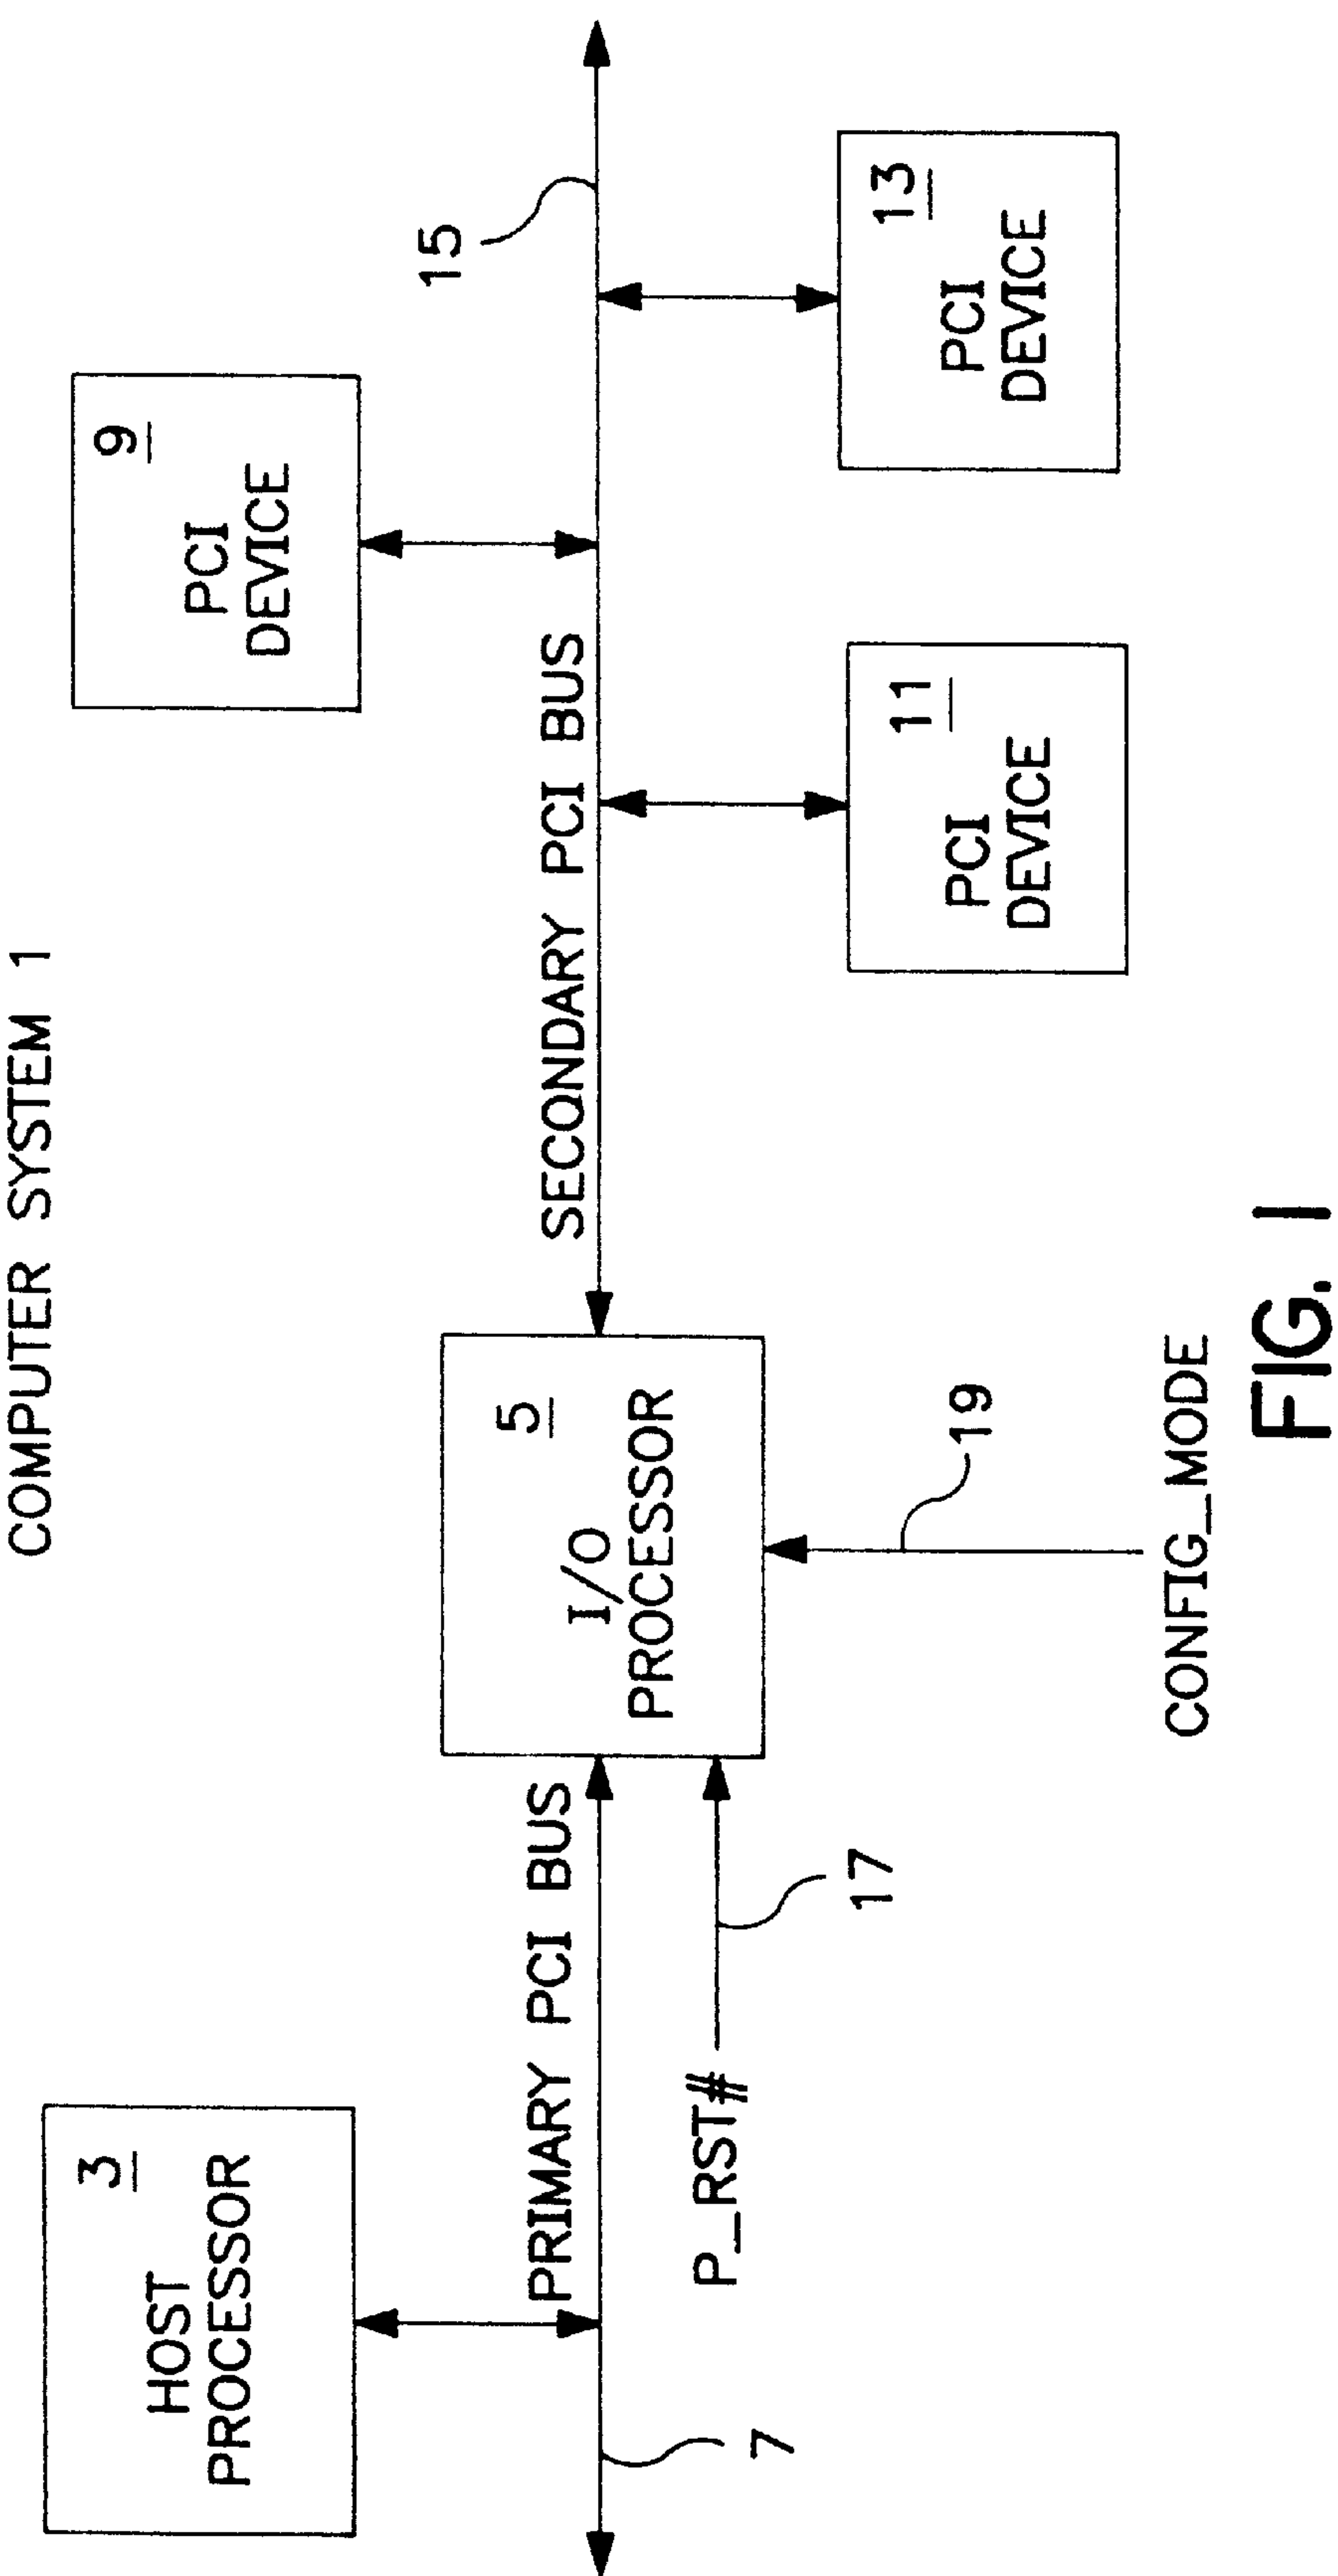 COMPUTER SYSTEM 1
3
HOST
PROCESSOR
PRIMARY PCI BUS
7
P_RST#
17
5
I/O
PROCESSOR
19
CONFIG_MODE
SECONDARY PCI BUS
15
9
PCI
DEVICE
11
PCI
DEVICE
13
PCI
DEVICE
FIG. 1